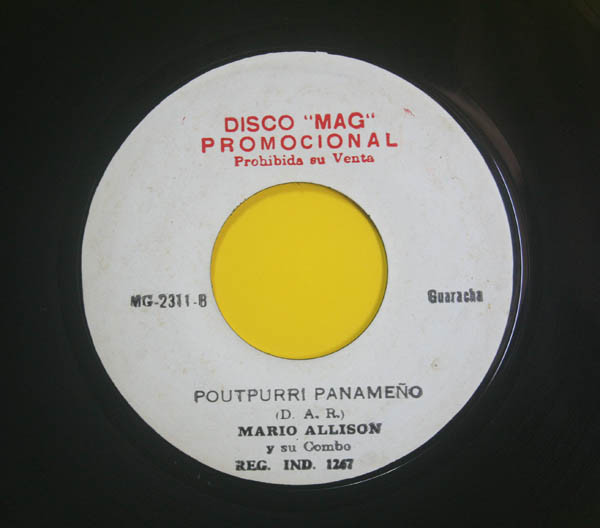 DISCO "MAG"
PROMOCIONAL
Prohibida su Venta
MG-2311-B
Guaracha
POUTPURRI PANAMEÑO
(D. A. R.)
MARIO ALLISON
y su Combo
REG. IND. 1267